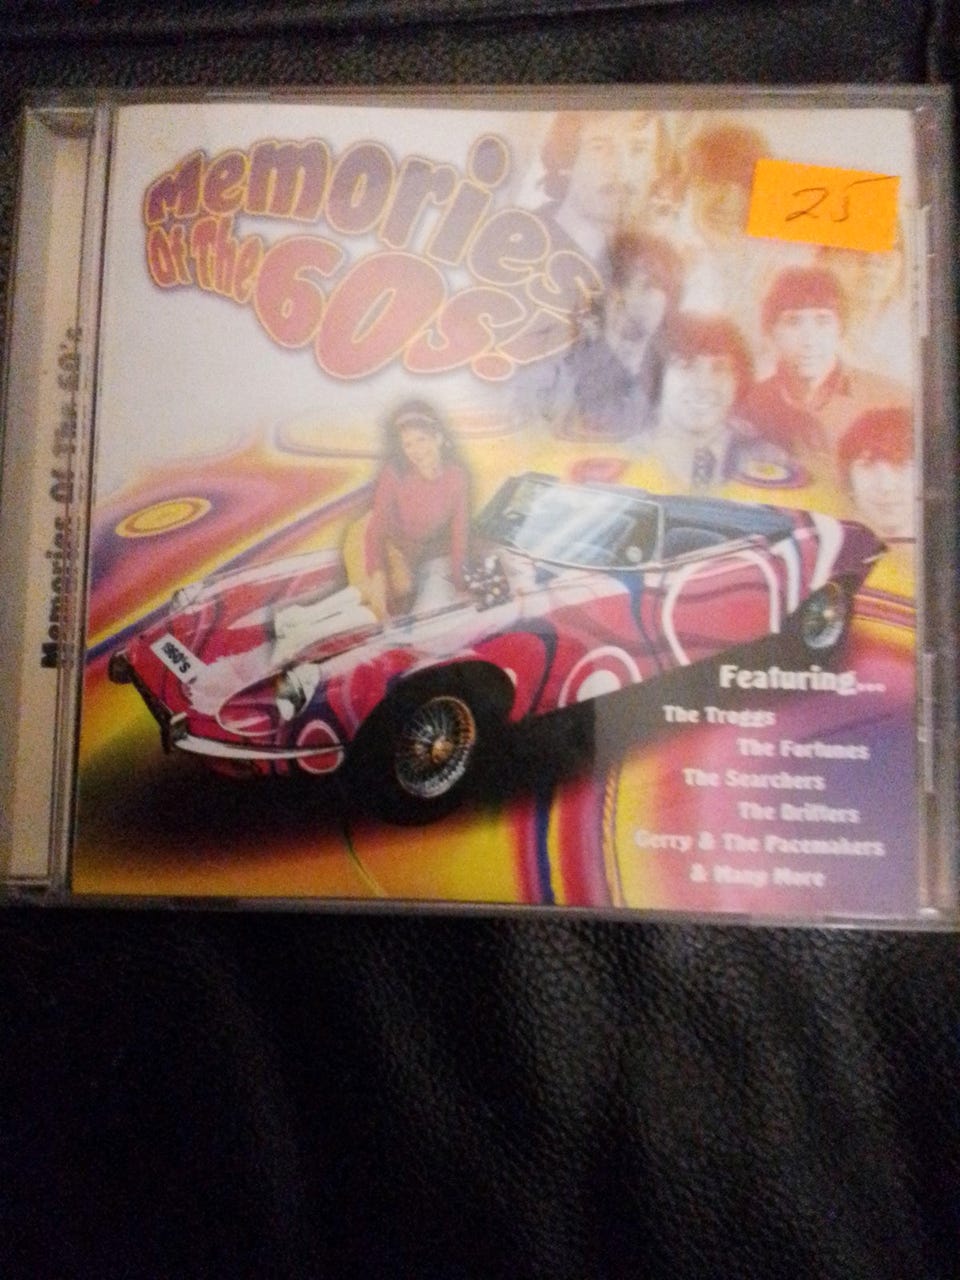 Memories
Of The 60s!
25
Memories Of The 60's
1960's
Featuring...
The Troggs
The Fortunes
The Searchers
The Drifters
Gerry & The Pacemakers
& Many More